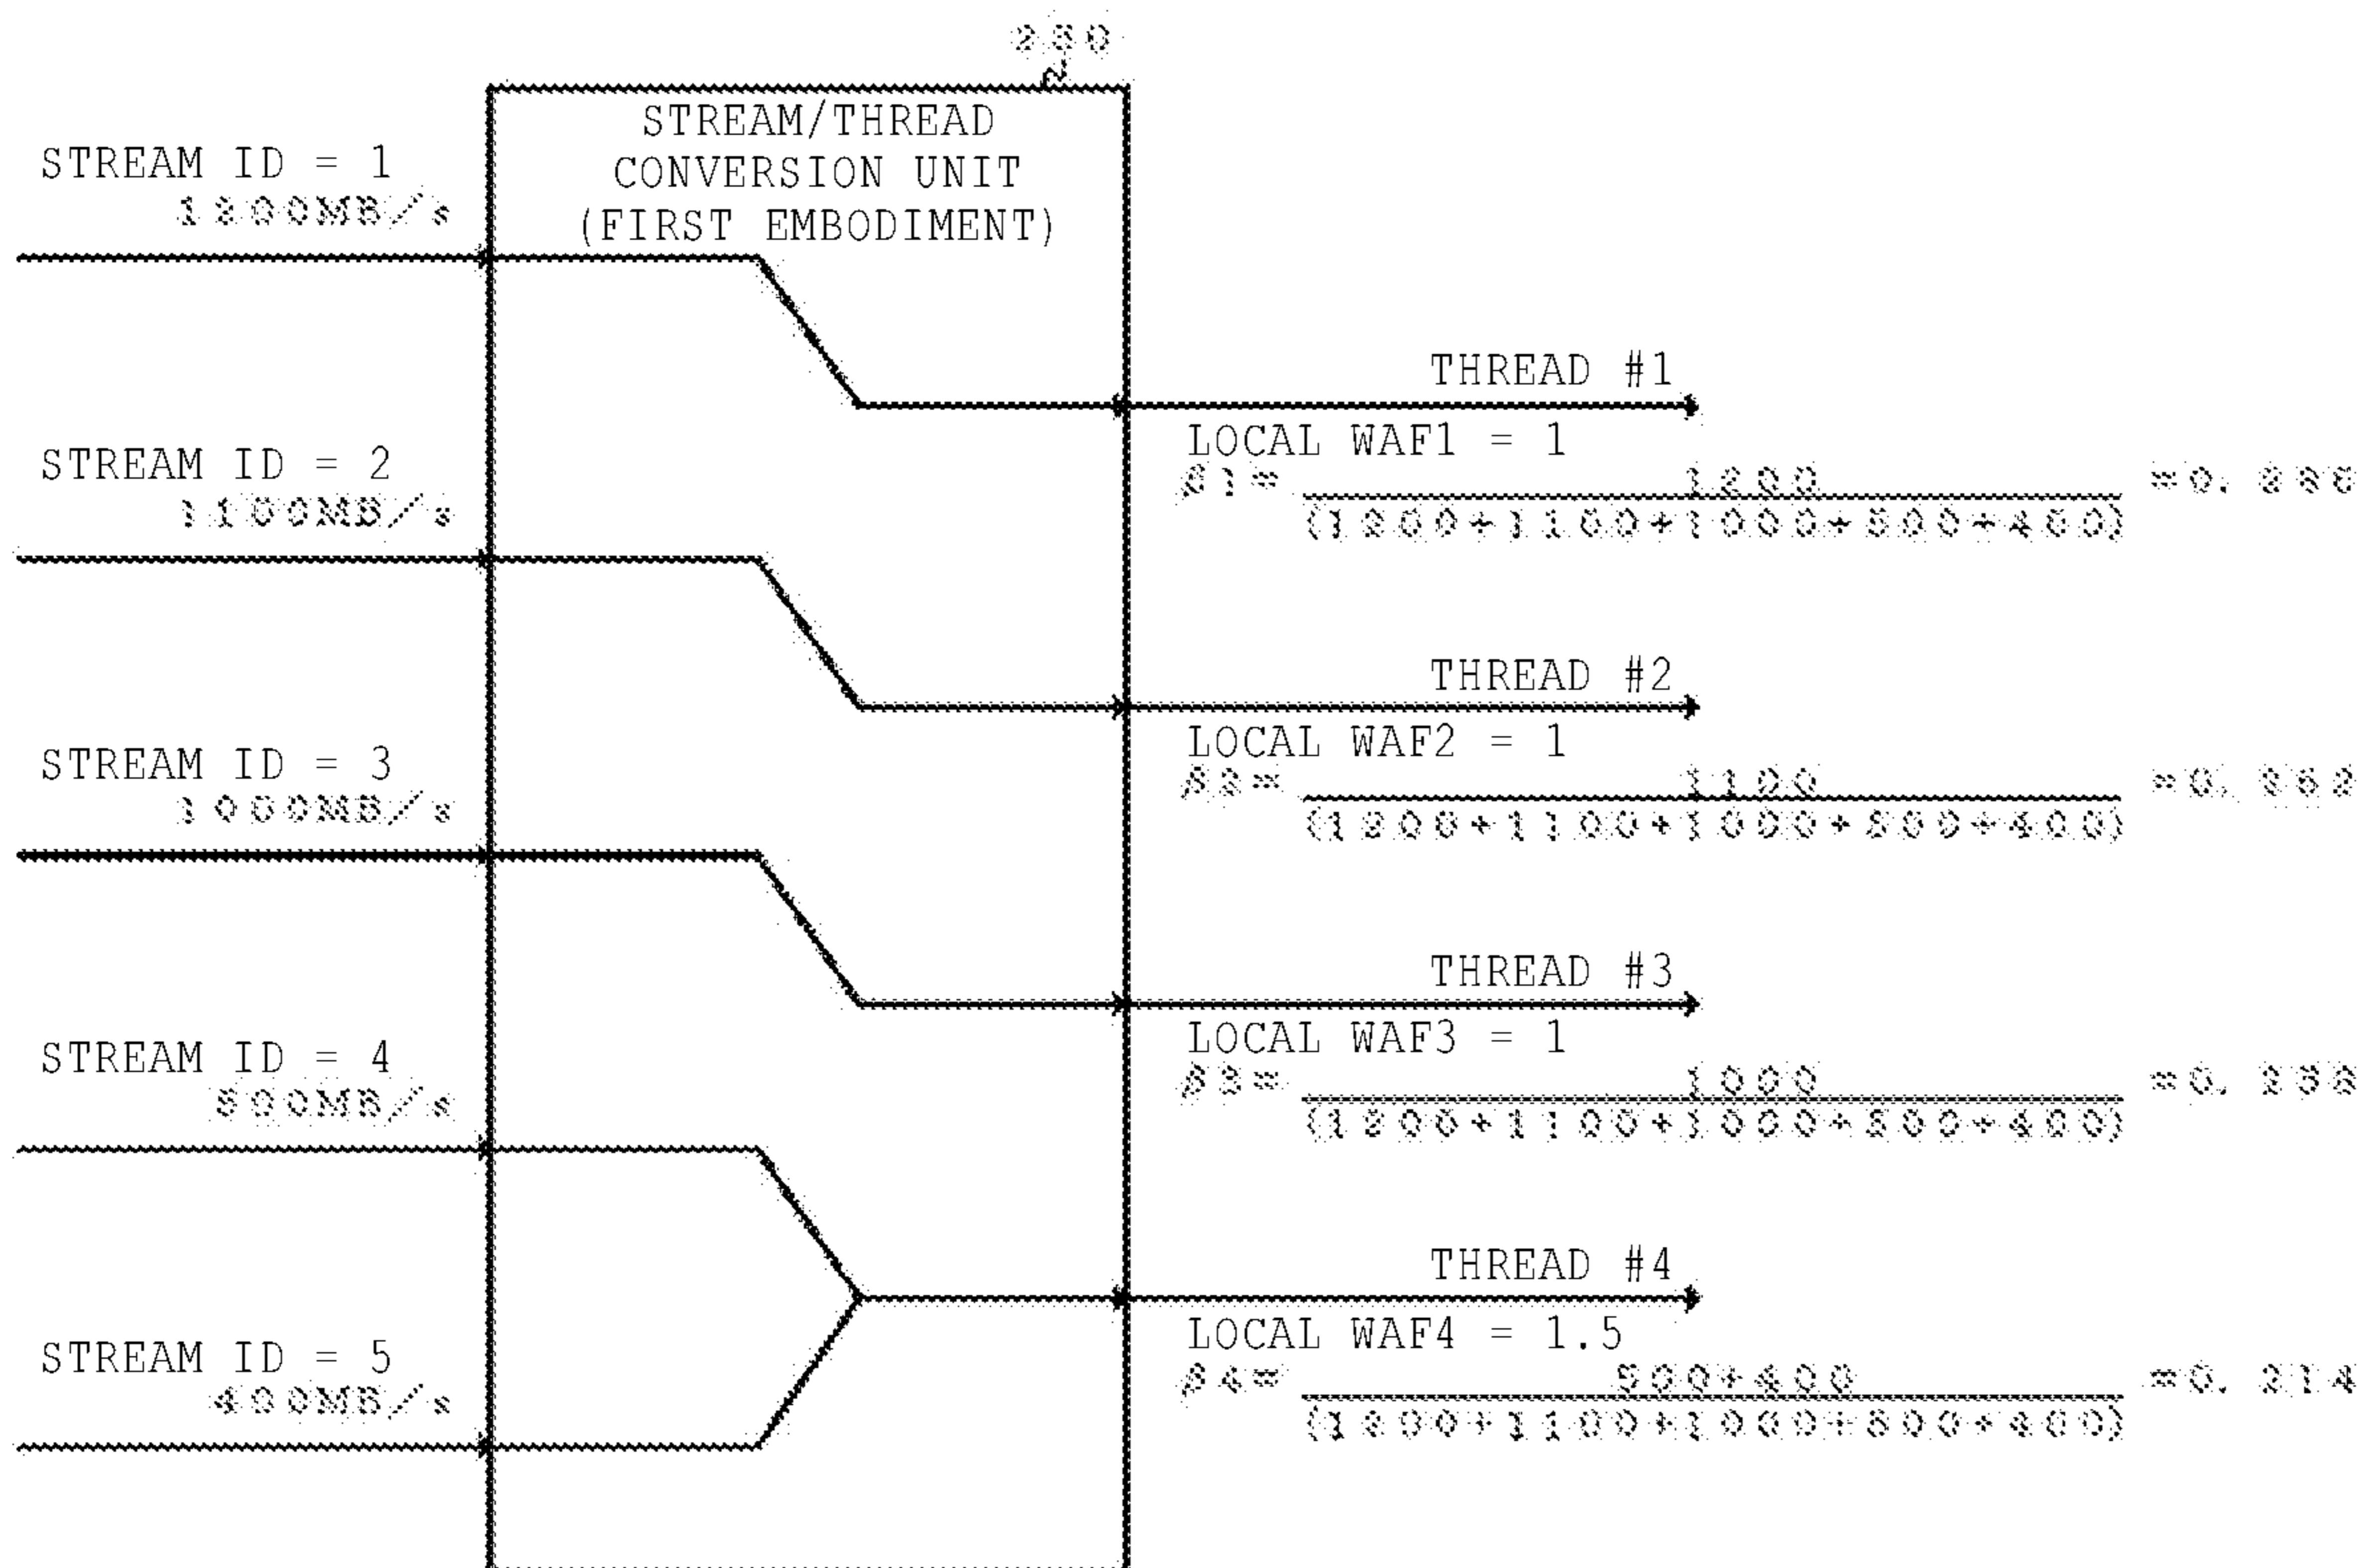 STREAM/THREAD
CONVERSION UNIT
(FIRST EMBODIMENT)
STREAM ID = 1
1200MB/s
STREAM ID = 2
1100MB/s
STREAM ID = 3
1000MB/s
STREAM ID = 4
500MB/s
STREAM ID = 5
400MB/s
THREAD #1
LOCAL WAF1 = 1
β1= 1200 =0. 286
(1200+1100+1000+500+400)
THREAD #2
LOCAL WAF2 = 1
β2= 1100 =0. 262
(1200+1100+1000+500+400)
THREAD #3
LOCAL WAF3 = 1
β3= 1000 =0. 238
(1200+1100+1000+500+400)
THREAD #4
LOCAL WAF4 = 1.5
β4= 500+400 =0. 214
(1200+1100+1000+500+400)